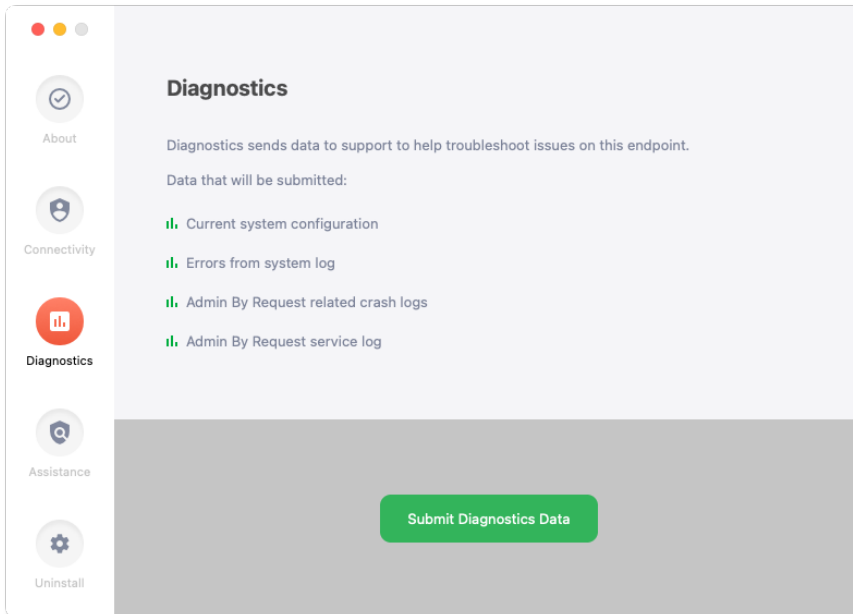 About
Connectivity
Diagnostics
Assistance
Uninstall
Diagnostics
Diagnostics sends data to support to help troubleshoot issues on this endpoint.
Data that will be submitted:
Current system configuration
Errors from system log
Admin By Request related crash logs
Admin By Request service log
Submit Diagnostics Data